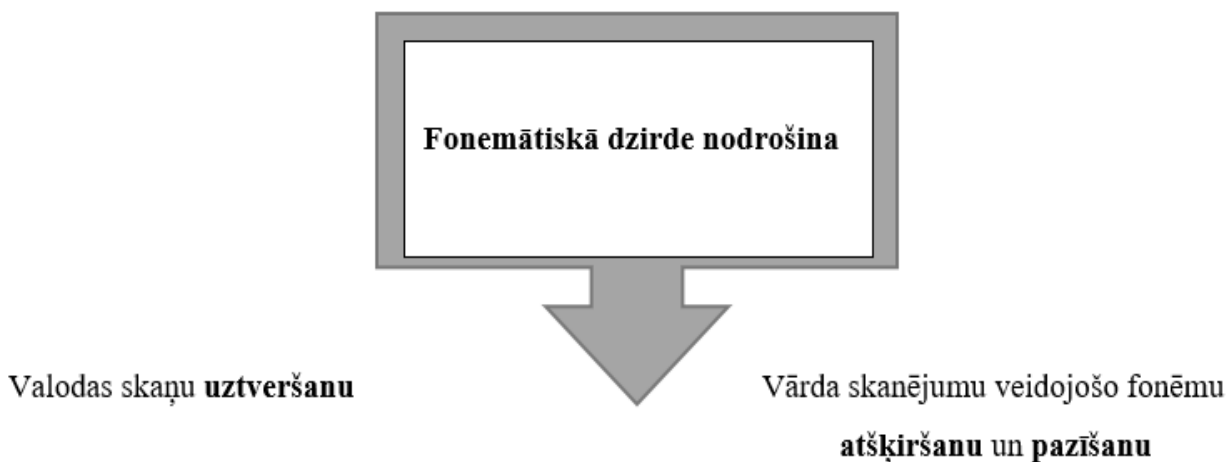 Fonemātiskā dzirde nodrošina
Valodas skaņu uztveršanu
Vārda skanējumu veidojošo fonēmu
atšķiršanu un pazīšanu